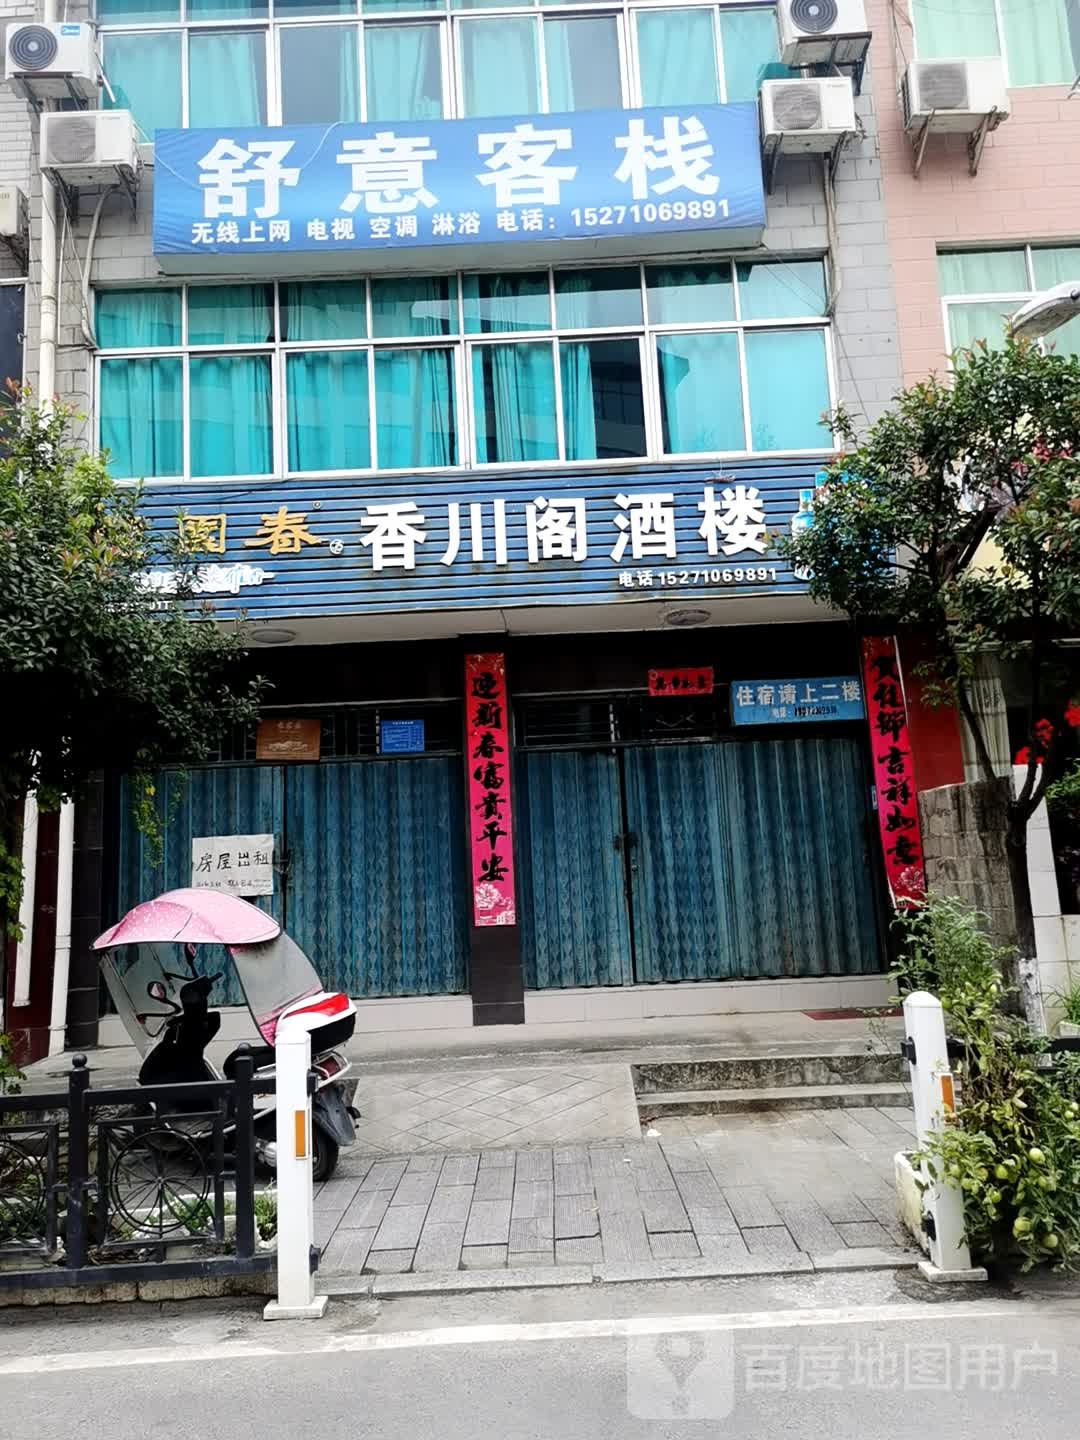 舒意客栈
无线上网 电视 空调 淋浴 电话：15271069891
阁春
香川阁酒楼
电话 15271069891
住宿请上二楼
迎新春富贵平安
贺佳节吉祥如意
房屋出租
百度地图用户